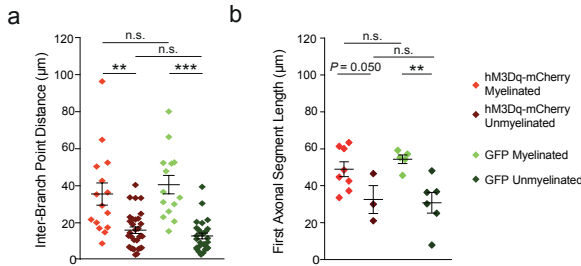 a
n.s.
n.s.
**
***
Inter-Branch Point Distance (μm)
120
100
80
60
40
20
0
b
n.s.
n.s.
P = 0.050
**
First Axonal Segment Length (μm)
120
100
80
60
40
20
0
hM3Dq-mCherry
Myelinated
hM3Dq-mCherry
Unmyelinated
GFP Myelinated
GFP Unmyelinated